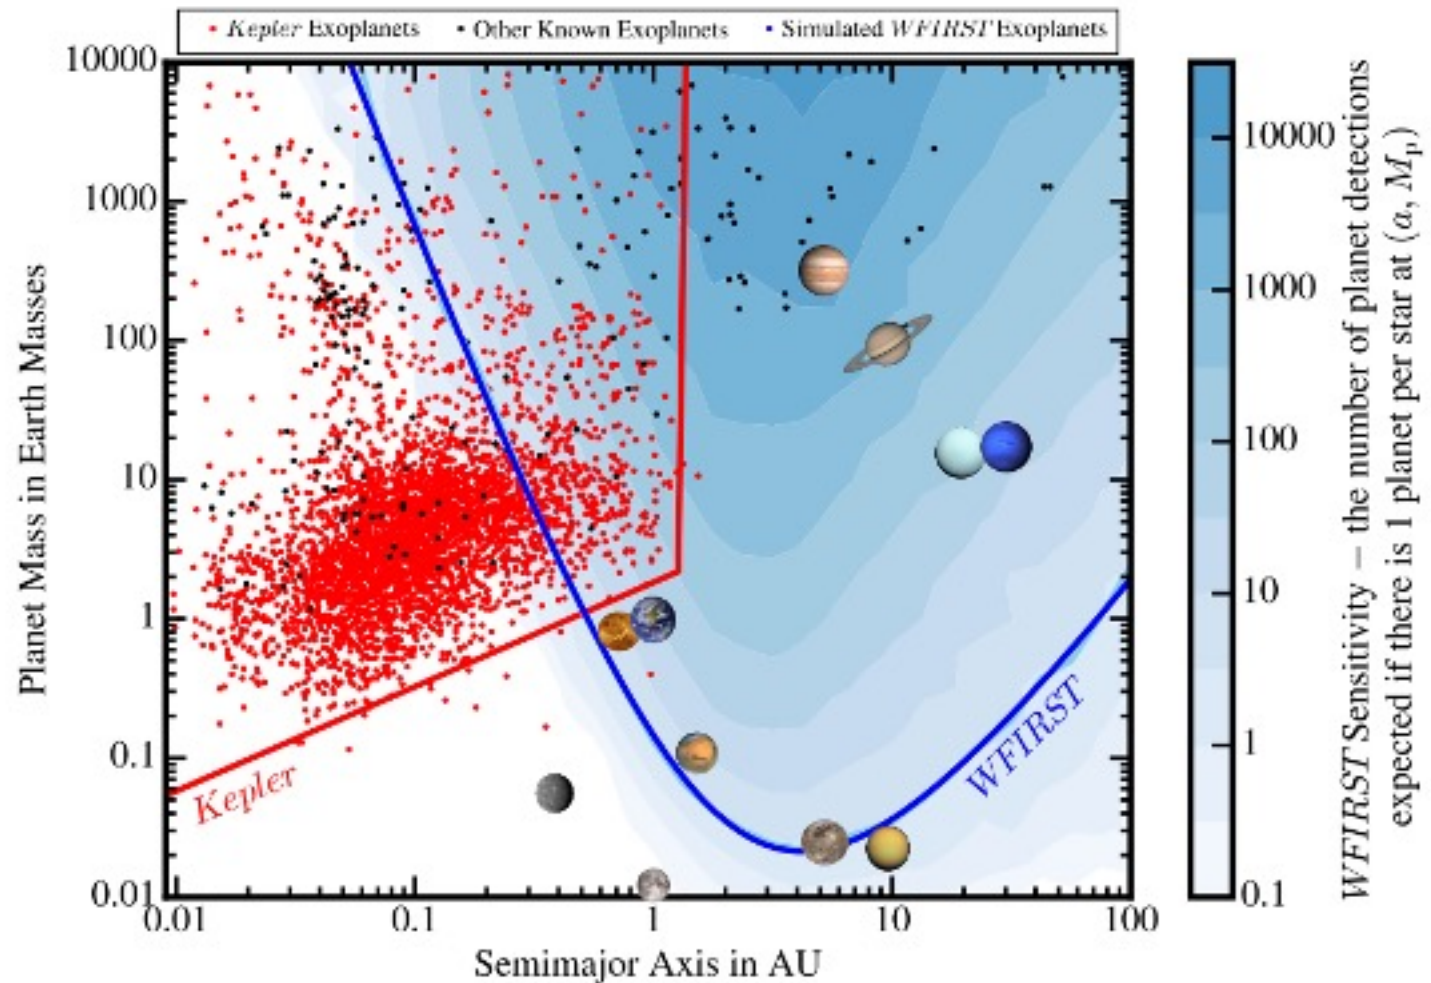 Kepler Exoplanets
Other Known Exoplanets
Simulated WFIRST Exoplanets
10000
1000
100
10
1
0.1
0.01
Planet Mass in Earth Masses
Kepler
WFIRST
0.01
0.1
1
10
100
Semimajor Axis in AU
10000
1000
100
10
1
0.1
WFIRST Sensitivity – the number of planet detections
expected if there is 1 planet per star at (a, Mp)